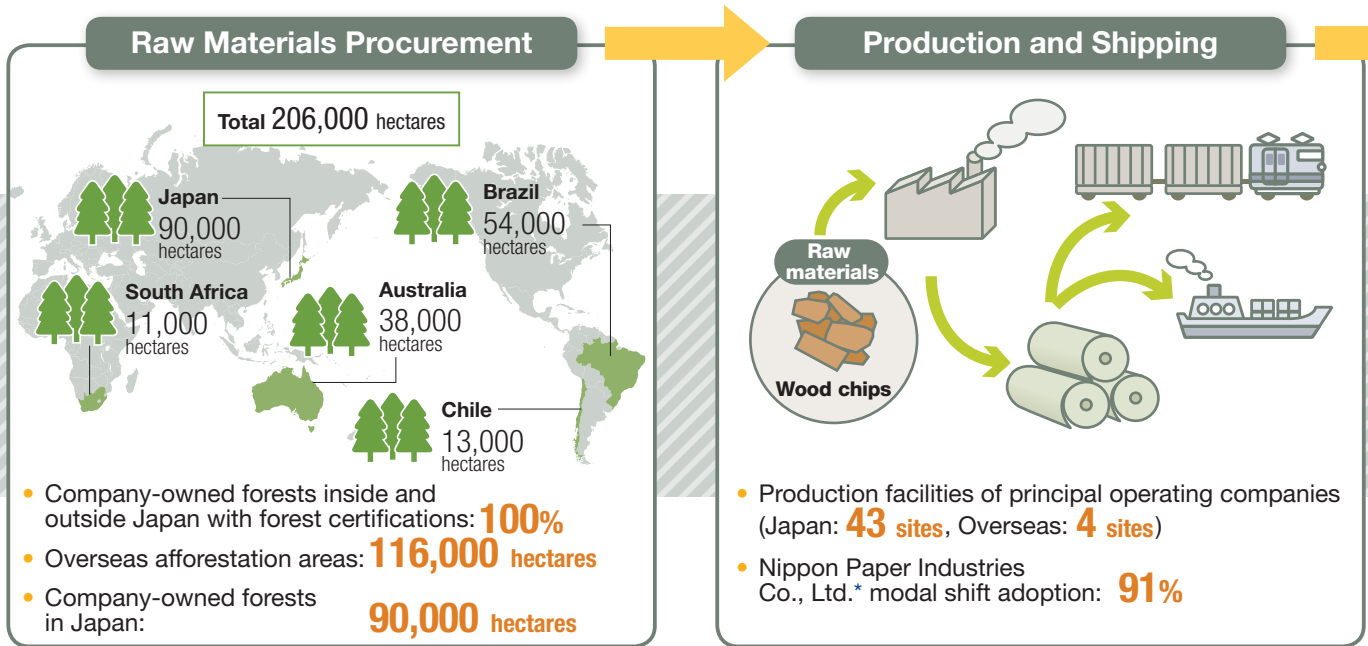 Raw Materials Procurement
Total 206,000 hectares
Japan
90,000
hectares
Brazil
54,000
hectares
South Africa
11,000
hectares
Australia
38,000
hectares
Chile
13,000
hectares
• Company-owned forests inside and
outside Japan with forest certifications: 100%
• Overseas afforestation areas: 116,000 hectares
• Company-owned forests
in Japan: 90,000 hectares
Production and Shipping
Raw
materials
Wood chips
• Production facilities of principal operating companies
(Japan: 43 sites, Overseas: 4 sites)
• Nippon Paper Industries
Co., Ltd.* modal shift adoption: 91%